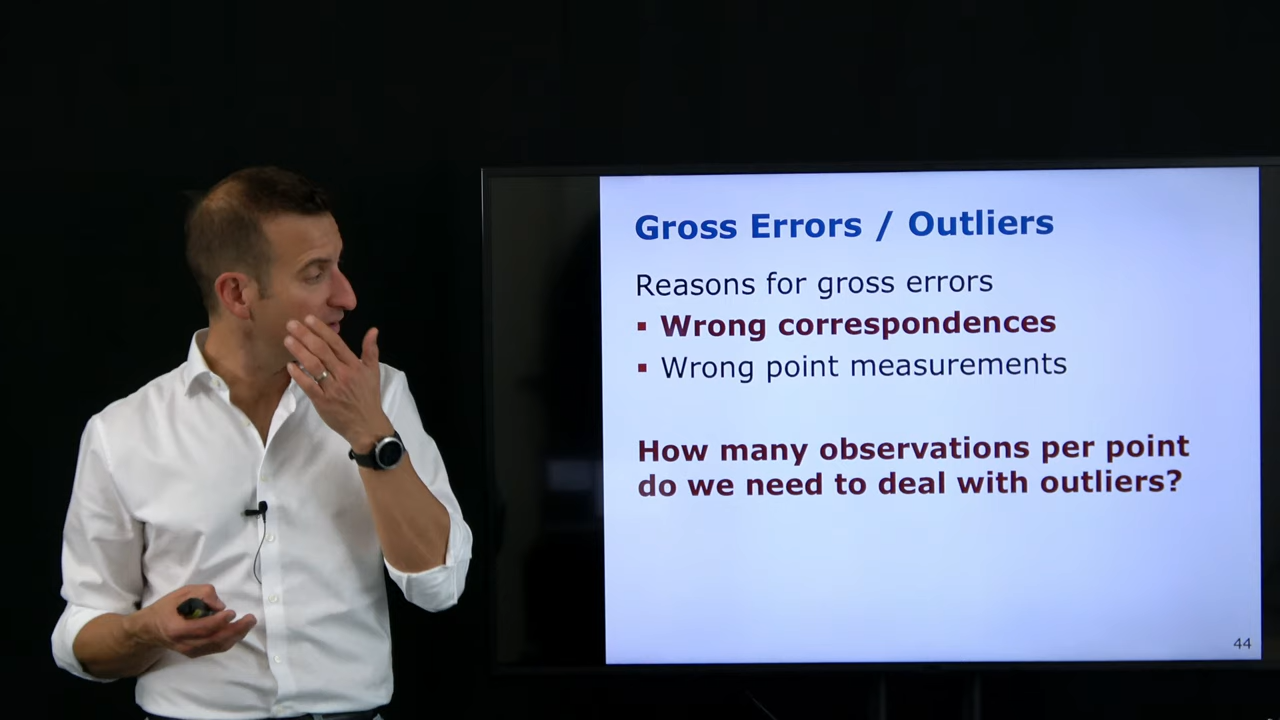 Gross Errors / Outliers
Reasons for gross errors
▪ Wrong correspondences
▪ Wrong point measurements
How many observations per point
do we need to deal with outliers?
44